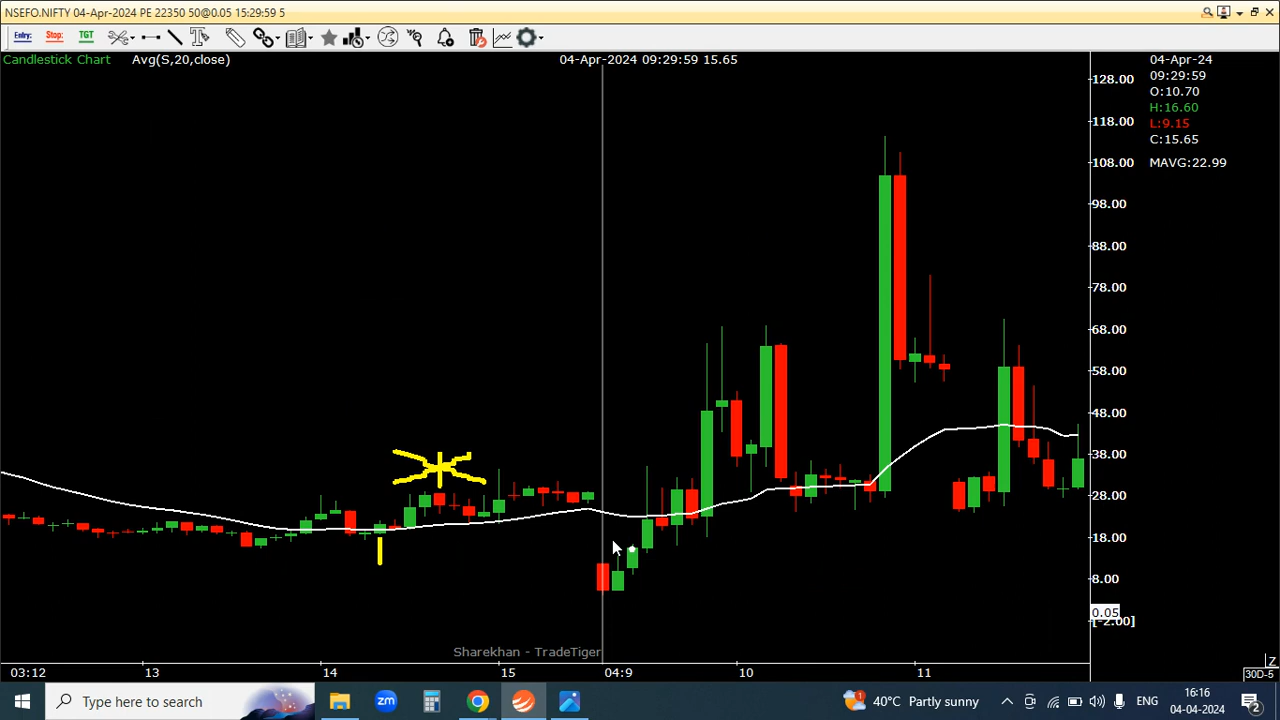 NSEFO.NIFTY 04-Apr-2024 PE 22350 50@0.05 15:29:59 5
Entry: Stop: TGT
Candlestick Chart Avg(S,20,close) 04-Apr-2024 09:29:59 15.65
04-Apr-24
09:29:59
O:10.70
H:16.60
L:9.15
C:15.65
MAVG:22.99
128.00
118.00
108.00
98.00
88.00
78.00
68.00
58.00
48.00
38.00
28.00
18.00
8.00
0.05
[-2.00]
Sharekhan - TradeTiger
03:12 13 14 15 04:9 10 11
Z
30D-5
Type here to search
zm
40°C Partly sunny
ENG
16:16
04-04-2024
2